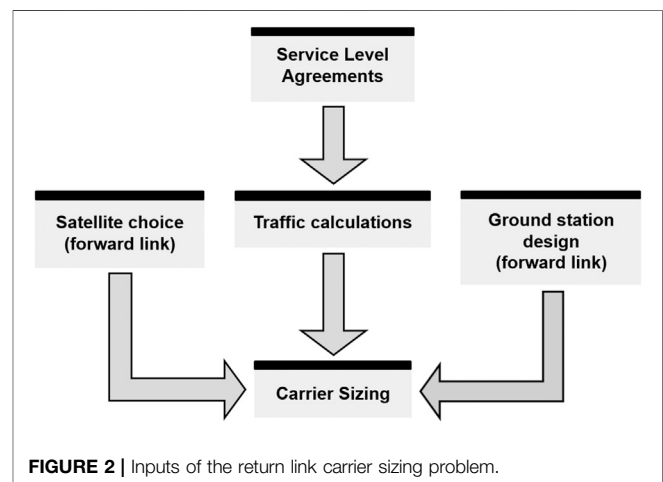 Service Level
Agreements
Satellite choice
(forward link)
Traffic calculations
Ground station
design
(forward link)
Carrier Sizing
FIGURE 2 | Inputs of the return link carrier sizing problem.